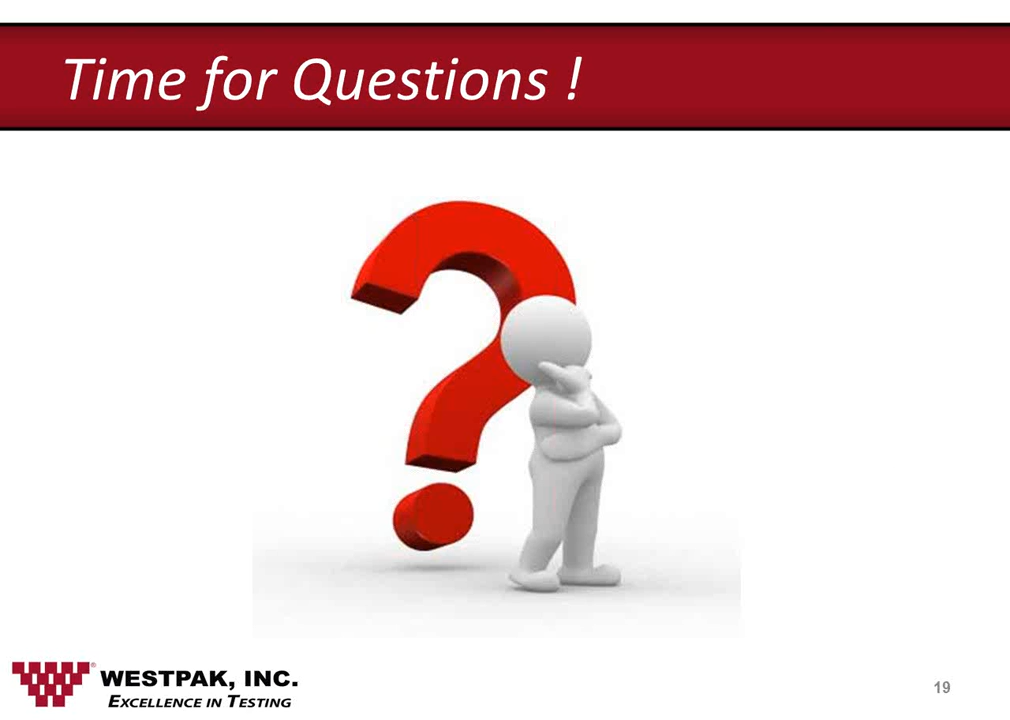 Time for Questions !
®
WESTPAK, INC.
EXCELLENCE IN TESTING
19